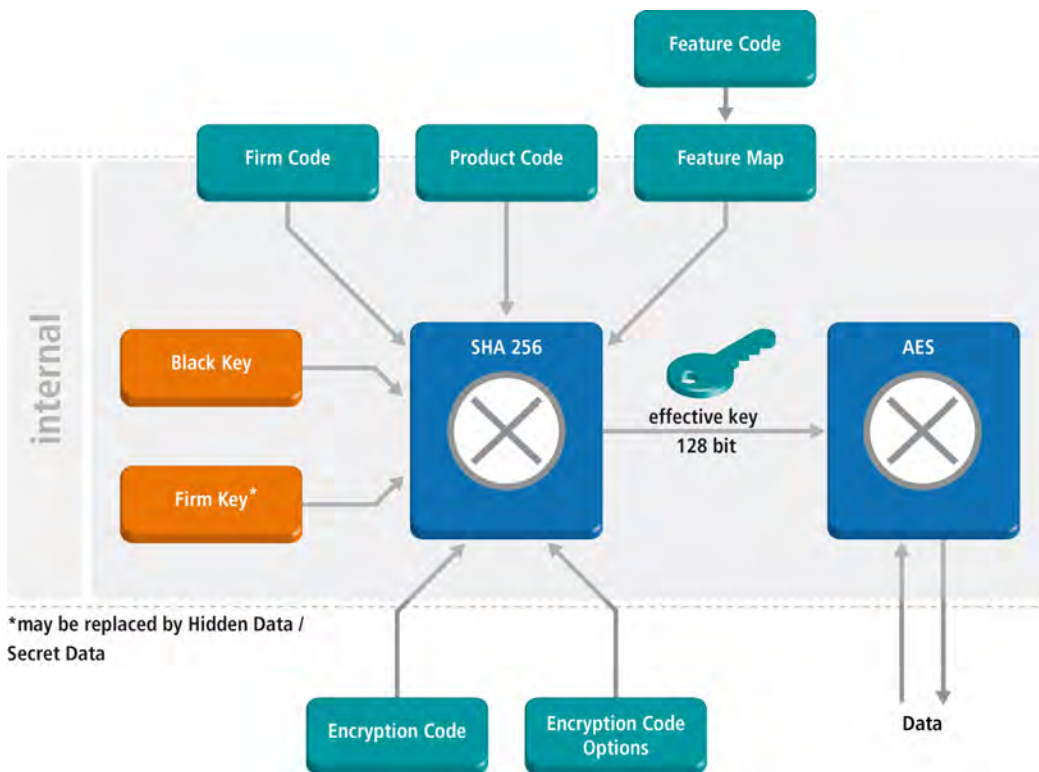 Feature Code
Firm Code
Product Code
Feature Map
internal
Black Key
SHA 256
AES
effective key
128 bit
Firm Key*
*may be replaced by Hidden Data /
Secret Data
Encryption Code
Encryption Code
Options
Data